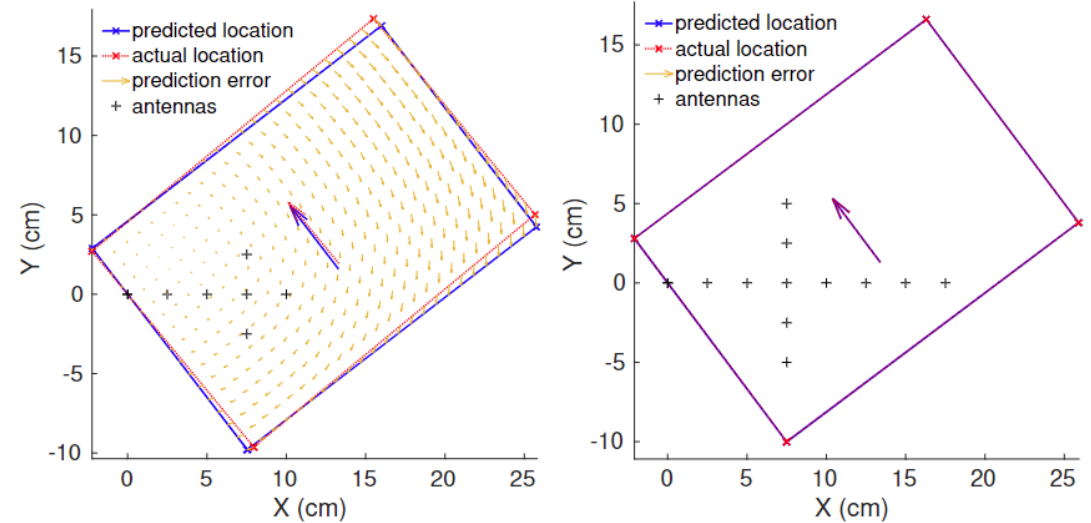 predicted location
actual location
prediction error
antennas
15
10
5
0
-5
-10
0
5
10
15
20
25
Y (cm)
X (cm)
predicted location
actual location
prediction error
antennas
15
10
5
0
-5
-10
0
5
10
15
20
25
Y (cm)
X (cm)